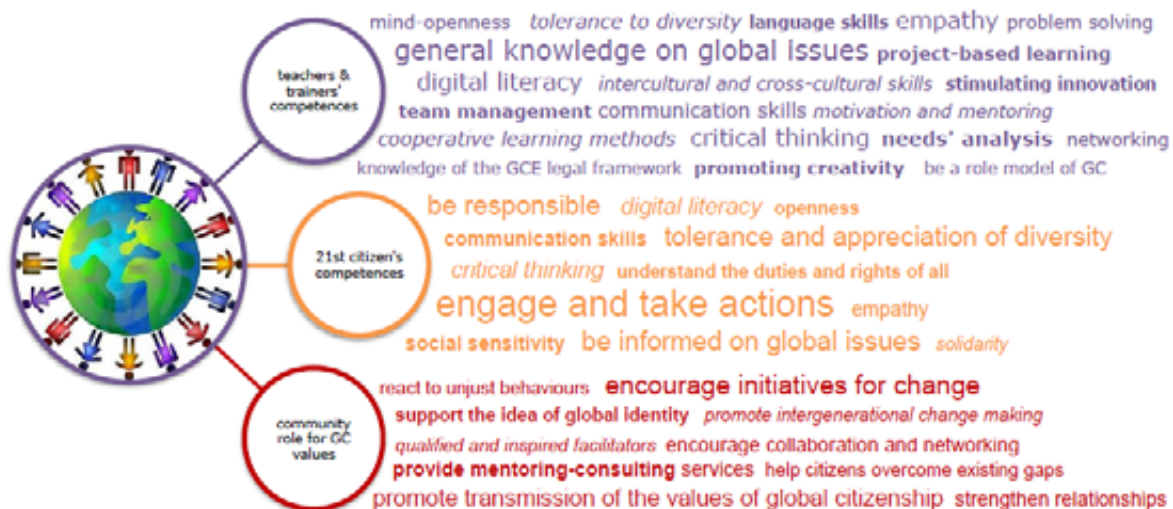 teachers &
trainers'
competences
mind-openness tolerance to diversity language skills empathy problem solving
general knowledge on global issues project-based learning
digital literacy intercultural and cross-cultural skills stimulating innovation
team management communication skills motivation and mentoring
cooperative learning methods critical thinking needs' analysis networking
knowledge of the GCE legal framework promoting creativity be a role model of GC
21st citizen's
competences
be responsible digital literacy openness
communication skills tolerance and appreciation of diversity
critical thinking understand the duties and rights of all
engage and take actions empathy
social sensitivity be informed on global issues solidarity
community
role for GC
values
react to unjust behaviours encourage initiatives for change
support the idea of global identity promote intergenerational change making
qualified and inspired facilitators encourage collaboration and networking
provide mentoring-consulting services help citizens overcome existing gaps
promote transmission of the values of global citizenship strengthen relationships